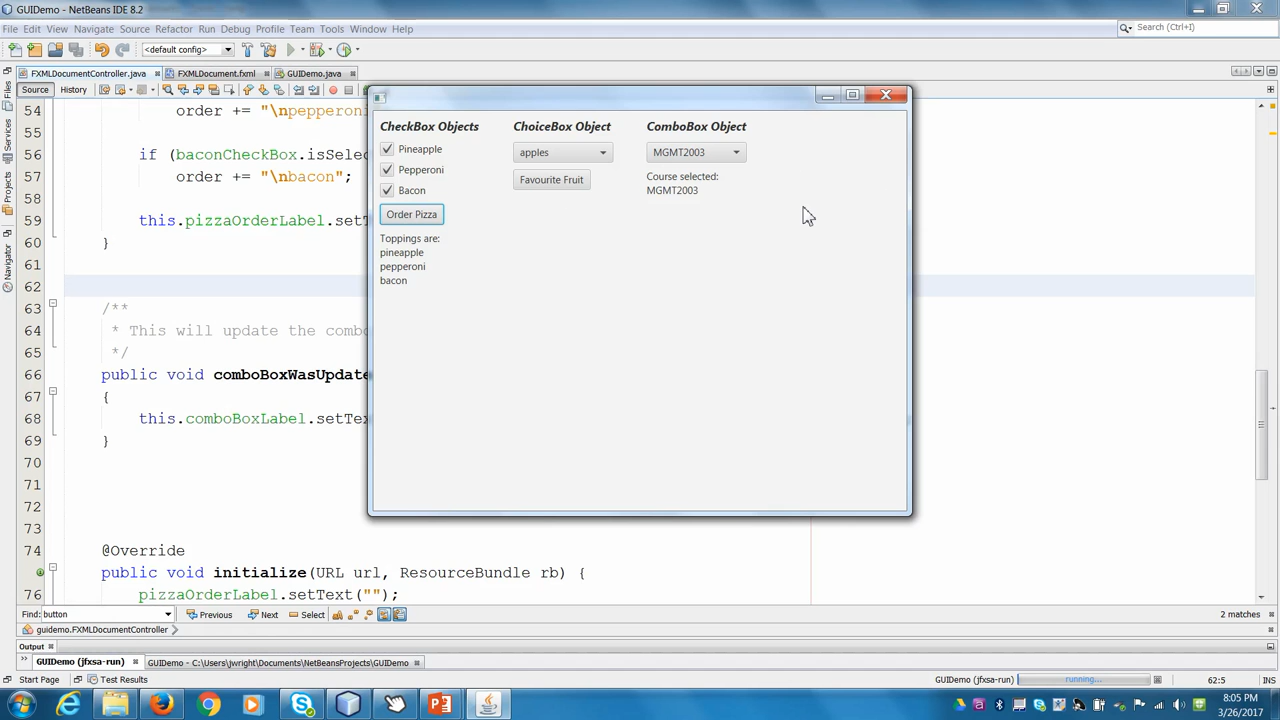 GUIDemo - NetBeans IDE 8.2
File Edit View Navigate Source Refactor Run Debug Profile Team Tools Window Help
Search (Ctrl+I)
<default config>
FXMLDocumentController.java FXMLDocument.fxml GUIDemo.java
Source History
Files
Services
Projects
Navigator
54 order += "\npepperoni
55
56 if (baconCheckBox.isSelec
57 order += "\nbacon";
58
59 this.pizzaOrderLabel.setT
60 }
61
62
63 /**
64 * This will update the combo
65 */
66 public void comboBoxWasUpdate
67 {
68 this.comboBoxLabel.setTex
69 }
70
71
72
73
74 @Override
75 public void initialize(URL url, ResourceBundle rb) {
76 pizzaOrderLabel.setText("");
CheckBox Objects
Pineapple
Pepperoni
Bacon
Order Pizza
Toppings are:
pineapple
pepperoni
bacon
ChoiceBox Object
apples
Favourite Fruit
ComboBox Object
MGMT2003
Course selected:
MGMT2003
Find: button Previous Next Select 2 matches
guidemo.FXMLDocumentController
Output
GUIDemo (jfxsa-run) GUIDemo - C:\Users\jwright\Documents\NetBeansProjects\GUIDemo
Start Page Test Results GUIDemo (jfxsa-run) running... 62:5 INS
8:05 PM
3/26/2017